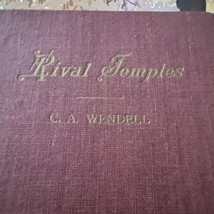 Rival Temples
C. A. WENDELL